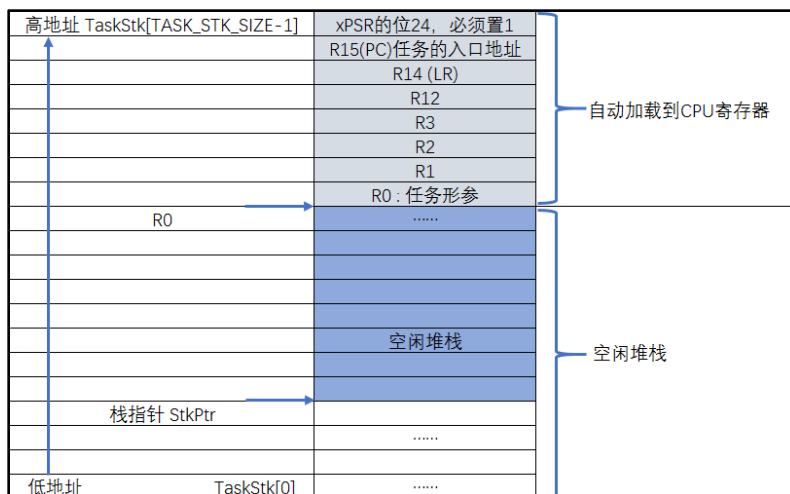 高地址 TaskStk[TASK_STK_SIZE-1]
xPSR的位24，必须置1
R15(PC)任务的入口地址
R14 (LR)
R12
R3
R2
R1
R0 : 任务形参
自动加载到CPU寄存器
R0
……
空闲堆栈
空闲堆栈
栈指针 StkPtr
……
低地址 TaskStk[0]
……